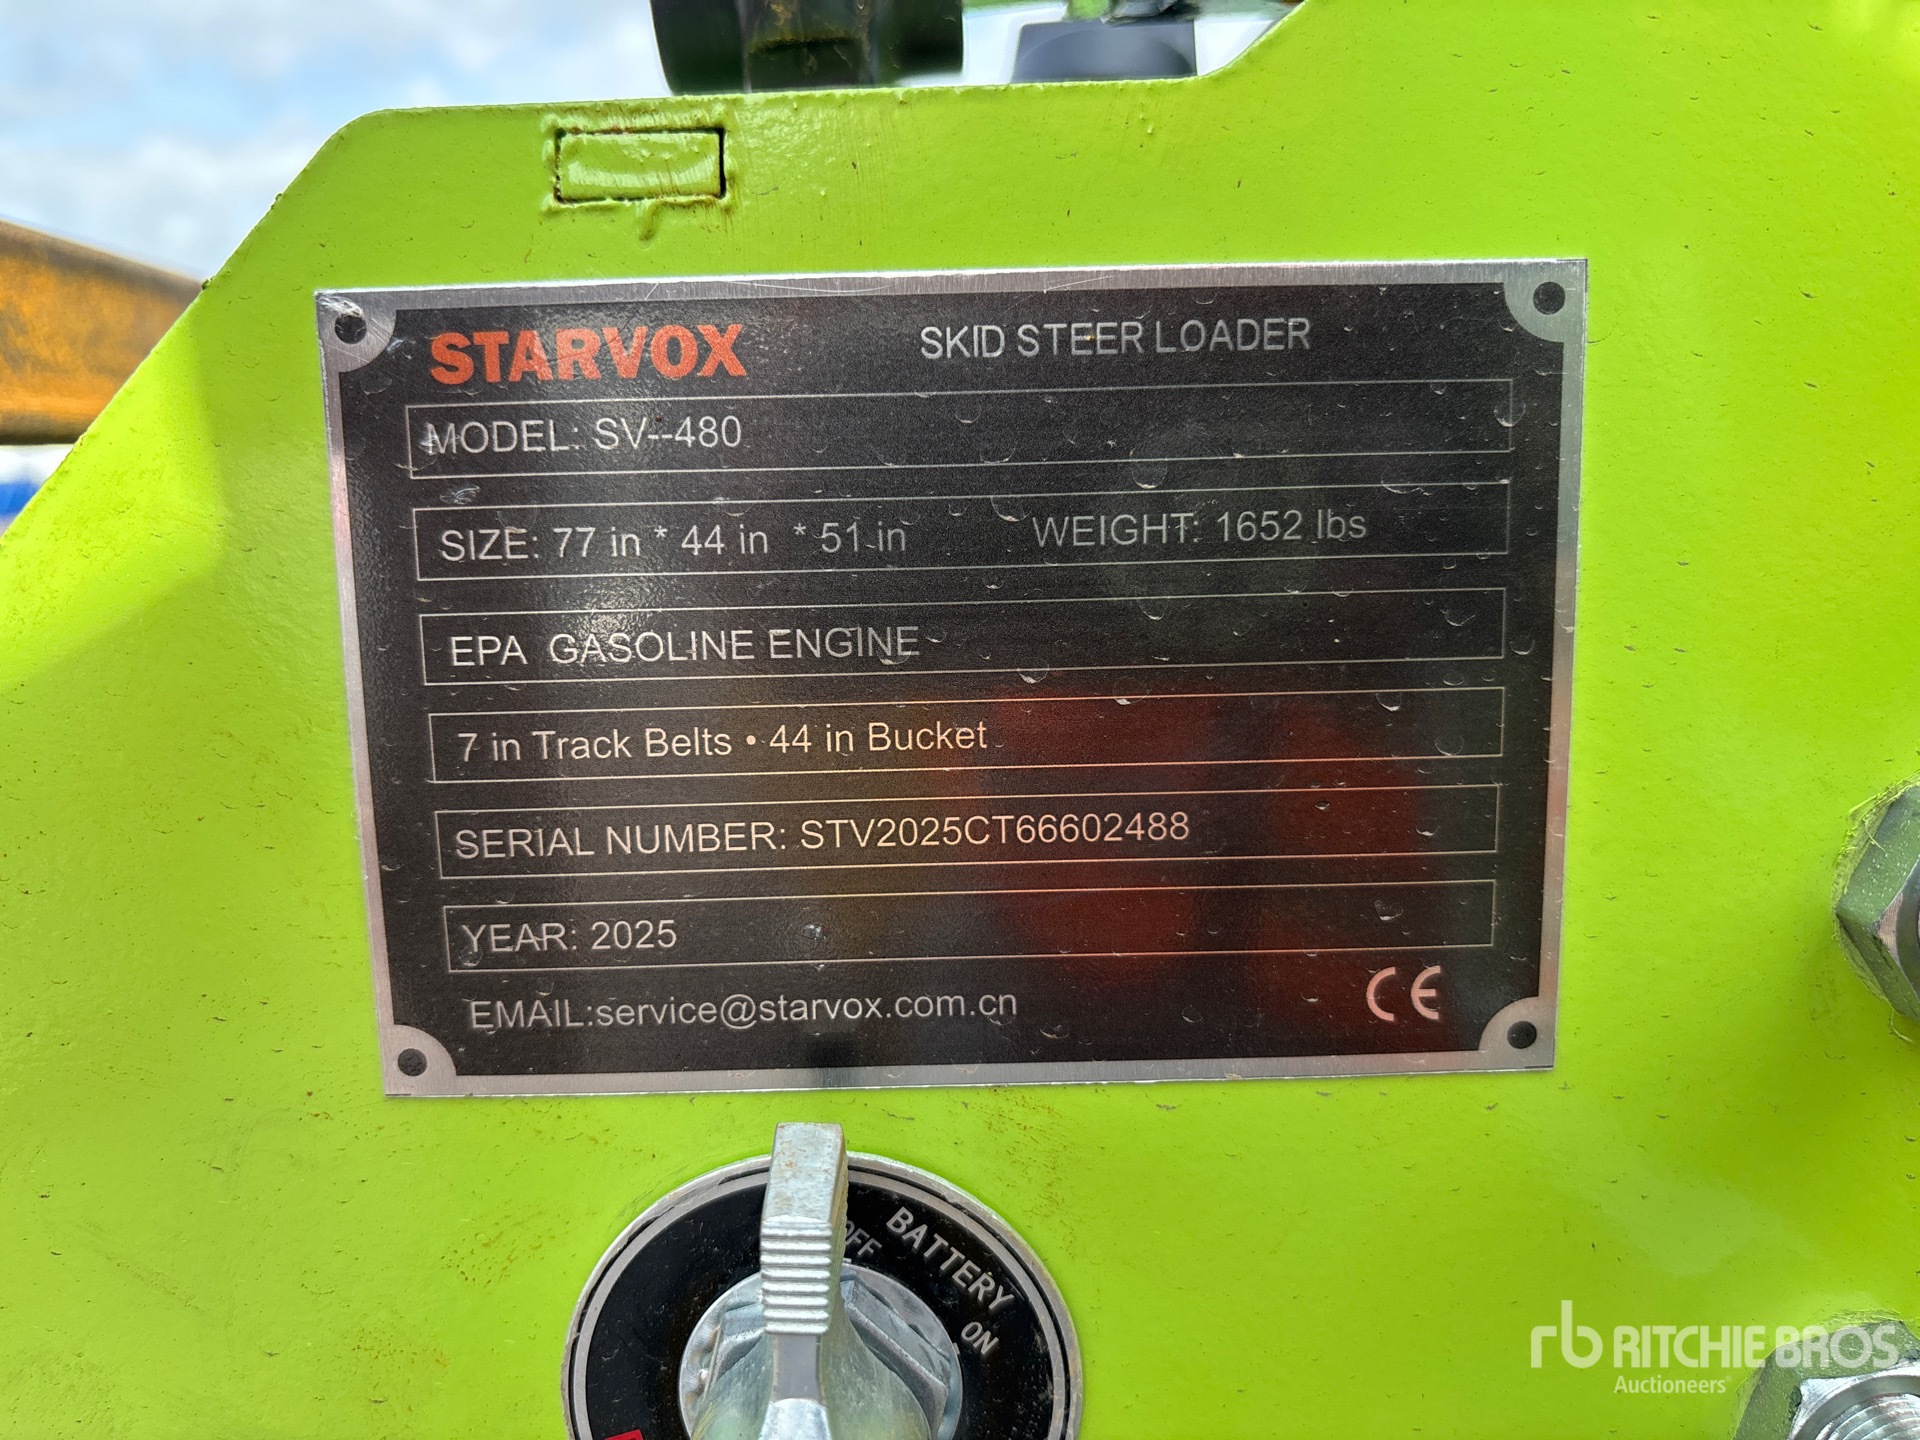 STARVOX SKID STEER LOADER
MODEL: SV--480
SIZE: 77 in * 44 in * 51 in WEIGHT: 1652 lbs
EPA GASOLINE ENGINE
7 in Track Belts • 44 in Bucket
SERIAL NUMBER: STV2025CT66602488
YEAR: 2025
EMAIL:service@starvox.com.cn CE
OFF BATTERY
ON
rb RITCHIE BROS
Auctioneers